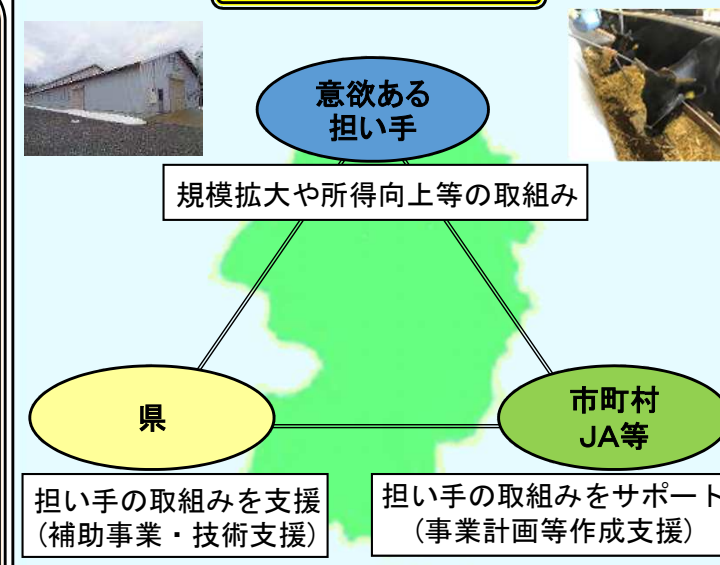 意欲ある
担い手
規模拡大や所得向上等の取組み
県
市町村
JA等
担い手の取組みを支援
(補助事業・技術支援)
担い手の取組みをサポート
(事業計画等作成支援)